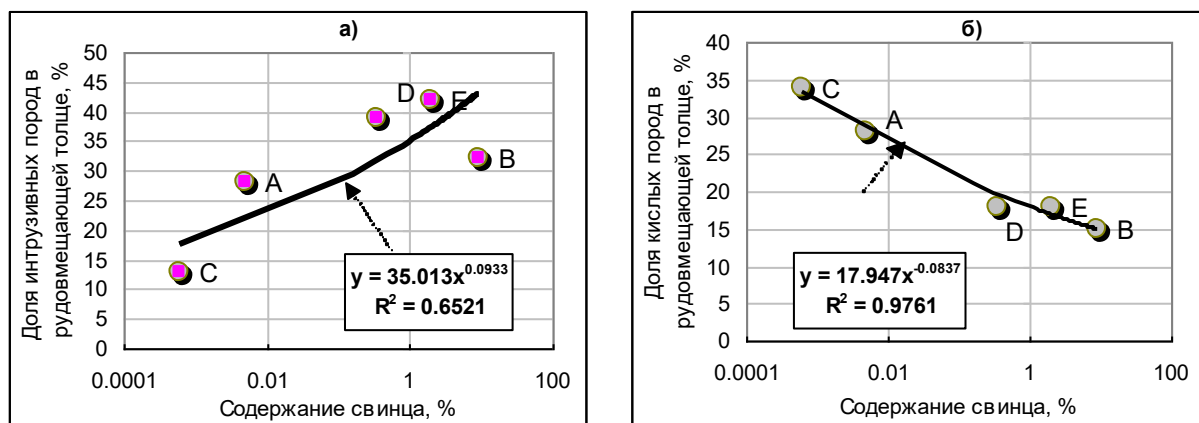 а)
Доля интрузивных пород в
рудовмещающей толще, %
50
45
40
35
30
25
20
15
10
5
0
0.0001
0.01
1
100
Содержание свинца, %
C
A
D
E
B
y = 35.013x^0.0933
R^2 = 0.6521
б)
Доля кислых пород в
рудовмещающей толще, %
40
35
30
25
20
15
10
5
0
0.0001
0.01
1
100
Содержание свинца, %
C
A
D
E
B
y = 17.947x^-0.0837
R^2 = 0.9761